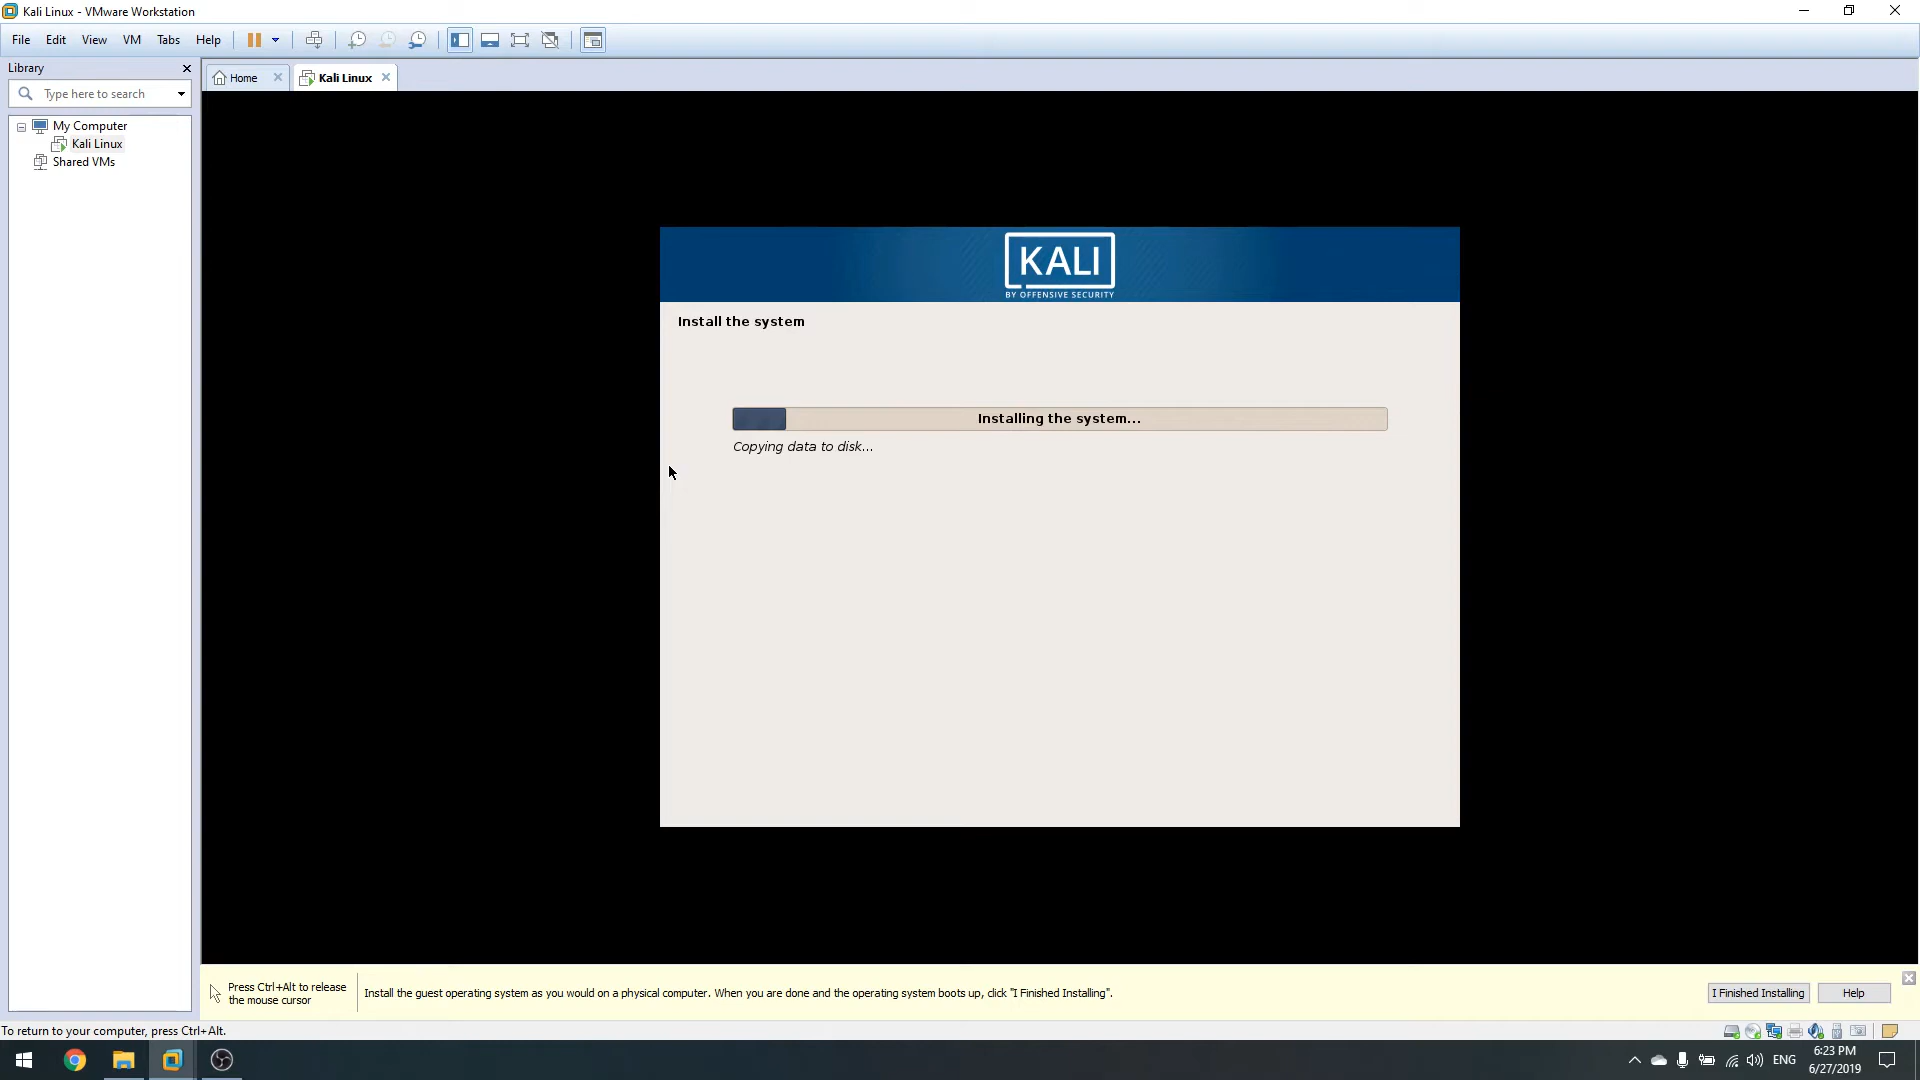 Kali Linux - VMware Workstation
File Edit View VM Tabs Help
Library
Type here to search
My Computer
Kali Linux
Shared VMs
Home
Kali Linux
KALI
BY OFFENSIVE SECURITY
Install the system
Installing the system...
Copying data to disk...
Press Ctrl+Alt to release
the mouse cursor
Install the guest operating system as you would on a physical computer. When you are done and the operating system boots up, click "I Finished Installing".
I Finished Installing
Help
To return to your computer, press Ctrl+Alt.
ENG
6:23 PM
6/27/2019